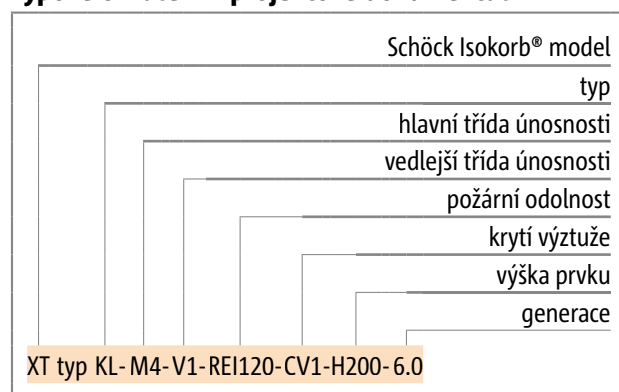 Schöck Isokorb® model
typ
hlavní třída únosnosti
vedlejší třída únosnosti
požární odolnost
krytí výztuže
výška prvku
generace
XT typ KL-M4-V1-REI120-CV1-H200-6.0